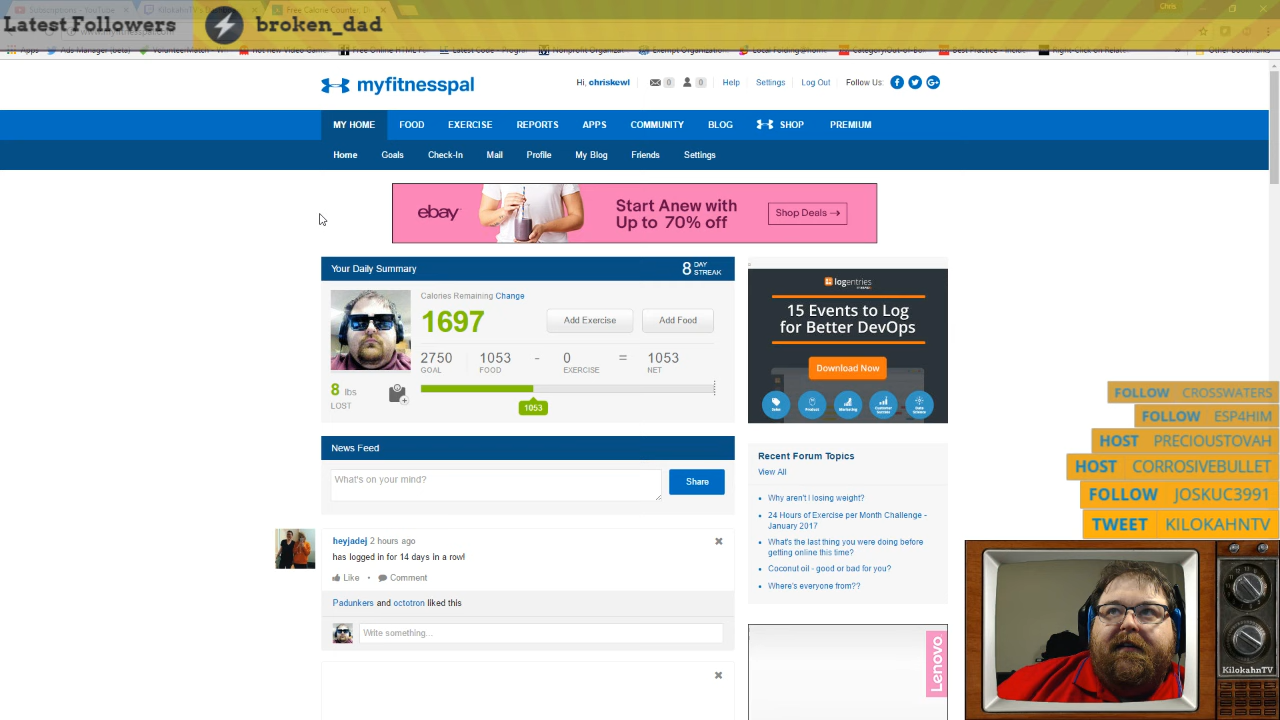 Latest Followers broken_dad
Chris
myfitnesspal
Hi, chriskewl 0 0 Help Settings Log Out Follow Us:
MY HOME FOOD EXERCISE REPORTS APPS COMMUNITY BLOG SHOP PREMIUM
Home Goals Check-In Mail Profile My Blog Friends Settings
ebay Start Anew with
Up to 70% off
Shop Deals →
Your Daily Summary 8 DAY
STREAK
Calories Remaining Change
1697 Add Exercise Add Food
2750 1053 - 0 = 1053
GOAL FOOD EXERCISE NET
8 lbs
LOST
1053
logentries
15 Events to Log
for Better DevOps
Download Now
News Feed
What's on your mind?
Share
Recent Forum Topics
View All
Why aren't I losing weight?
24 Hours of Exercise per Month Challenge -
January 2017
What's the last thing you were doing before
getting online this time?
Coconut oil - good or bad for you?
Where's everyone from??
heyjadej 2 hours ago
has logged in for 14 days in a row!
Like • Comment
Padunkers and octotron liked this
Write something...
Lenovo
FOLLOW CROSSWATERS
FOLLOW ESP4HIM
HOST PRECIOUSTOVAH
HOST CORROSIVEBULLET
FOLLOW JOSKUC3991
TWEET KILOKAHNTV
KilokahnTV